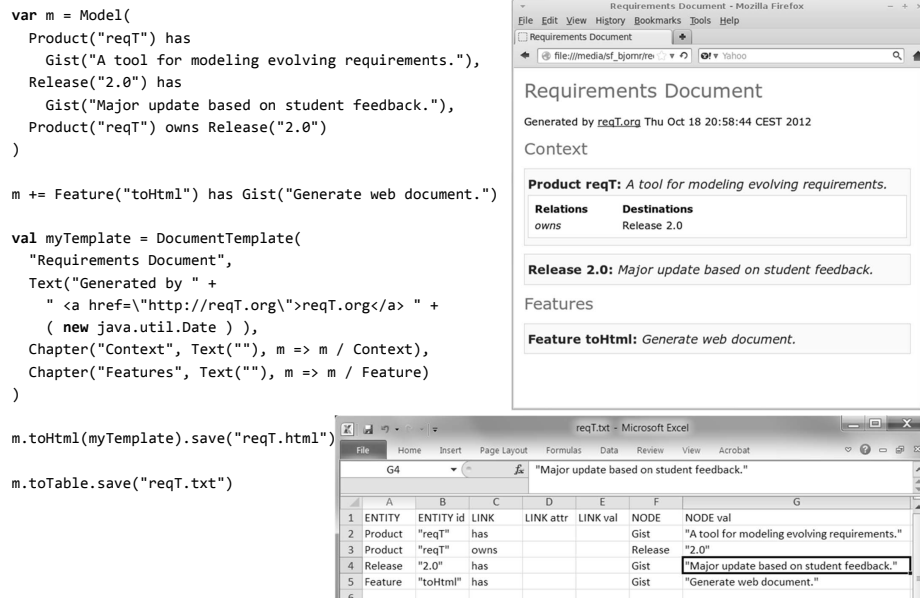 var m = Model(
  Product("reqT") has
    Gist("A tool for modeling evolving requirements."),
  Release("2.0") has
    Gist("Major update based on student feedback."),
  Product("reqT") owns Release("2.0")
)
m += Feature("toHtml") has Gist("Generate web document.")
val myTemplate = DocumentTemplate(
  "Requirements Document",
  Text("Generated by " +
    " <a href=\"http://reqT.org\">reqT.org</a> " +
    ( new java.util.Date ) ),
  Chapter("Context", Text(""), m => m / Context),
  Chapter("Features", Text(""), m => m / Feature)
)
m.toHtml(myTemplate).save("reqT.html")
m.toTable.save("reqT.txt")
Requirements Document - Mozilla Firefox
File Edit View History Bookmarks Tools Help
Requirements Document
file:///media/sf_bjornr/re Yahoo
Requirements Document
Generated by reqT.org Thu Oct 18 20:58:44 CEST 2012
Context
Product reqT: A tool for modeling evolving requirements.
Relations Destinations
owns Release 2.0
Release 2.0: Major update based on student feedback.
Features
Feature toHtml: Generate web document.
reqT.txt - Microsoft Excel
File Home Insert Page Layout Formulas Data Review View Acrobat
G4 fx "Major update based on student feedback."
A B C D E F G
1 ENTITY ENTITY id LINK LINK attr LINK val NODE NODE val
2 Product "reqT" has Gist "A tool for modeling evolving requirements."
3 Product "reqT" owns Release "2.0"
4 Release "2.0" has Gist "Major update based on student feedback."
5 Feature "toHtml" has Gist "Generate web document."
6